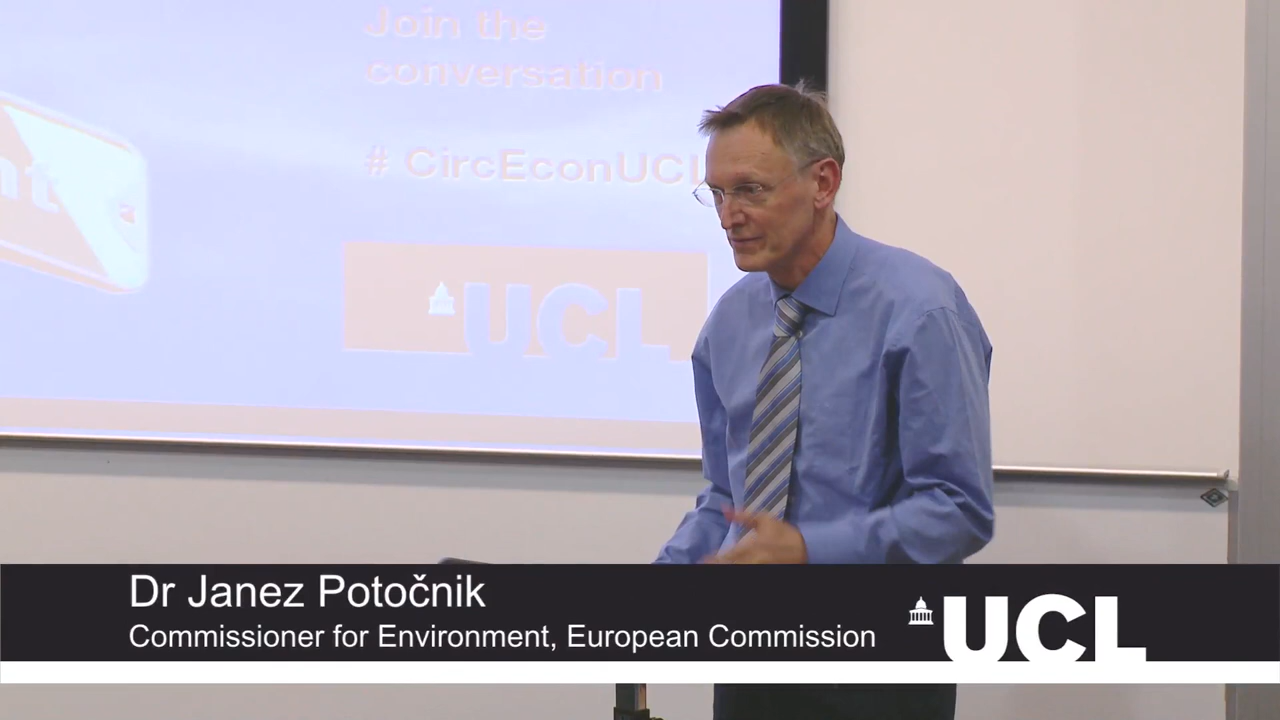 Join the
conversation
# CircEconUCL
UCL
Dr Janez Potočnik
Commissioner for Environment, European Commission
UCL